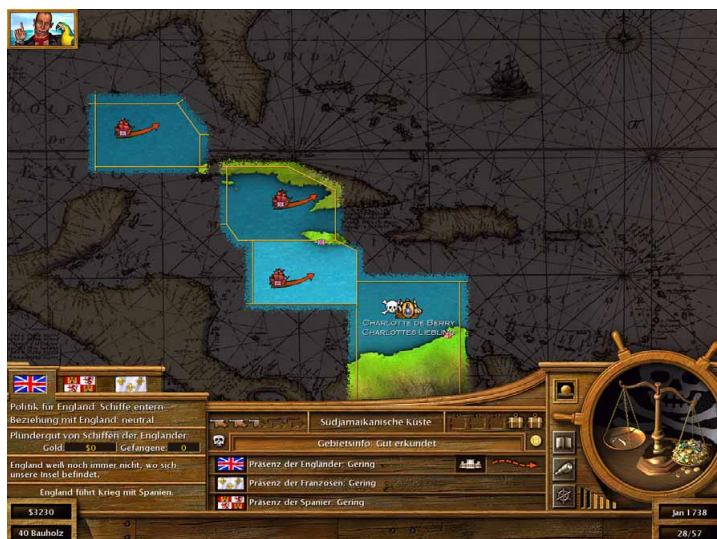 FLORIDA
GOLFE
De
CHARLOTTE DE BERRY
CHARLOTTES LIEBLING
Politik für England: Schiffe entern
Beziehung mit England: neutral
Plündergut von Schiffen der Engländer
Gold: $0 Gefangene: 0
England weiß noch immer nicht, wo sich
unsere Insel befindet.
England führt Krieg mit Spanien.
$3230
40 Bauholz
Südjamaikanische Küste
Gebietsinfo: Gut erkundet
Präsenz der Engländer: Gering
Präsenz der Franzosen: Gering
Präsenz der Spanier: Gering
Jan 1738
28/57